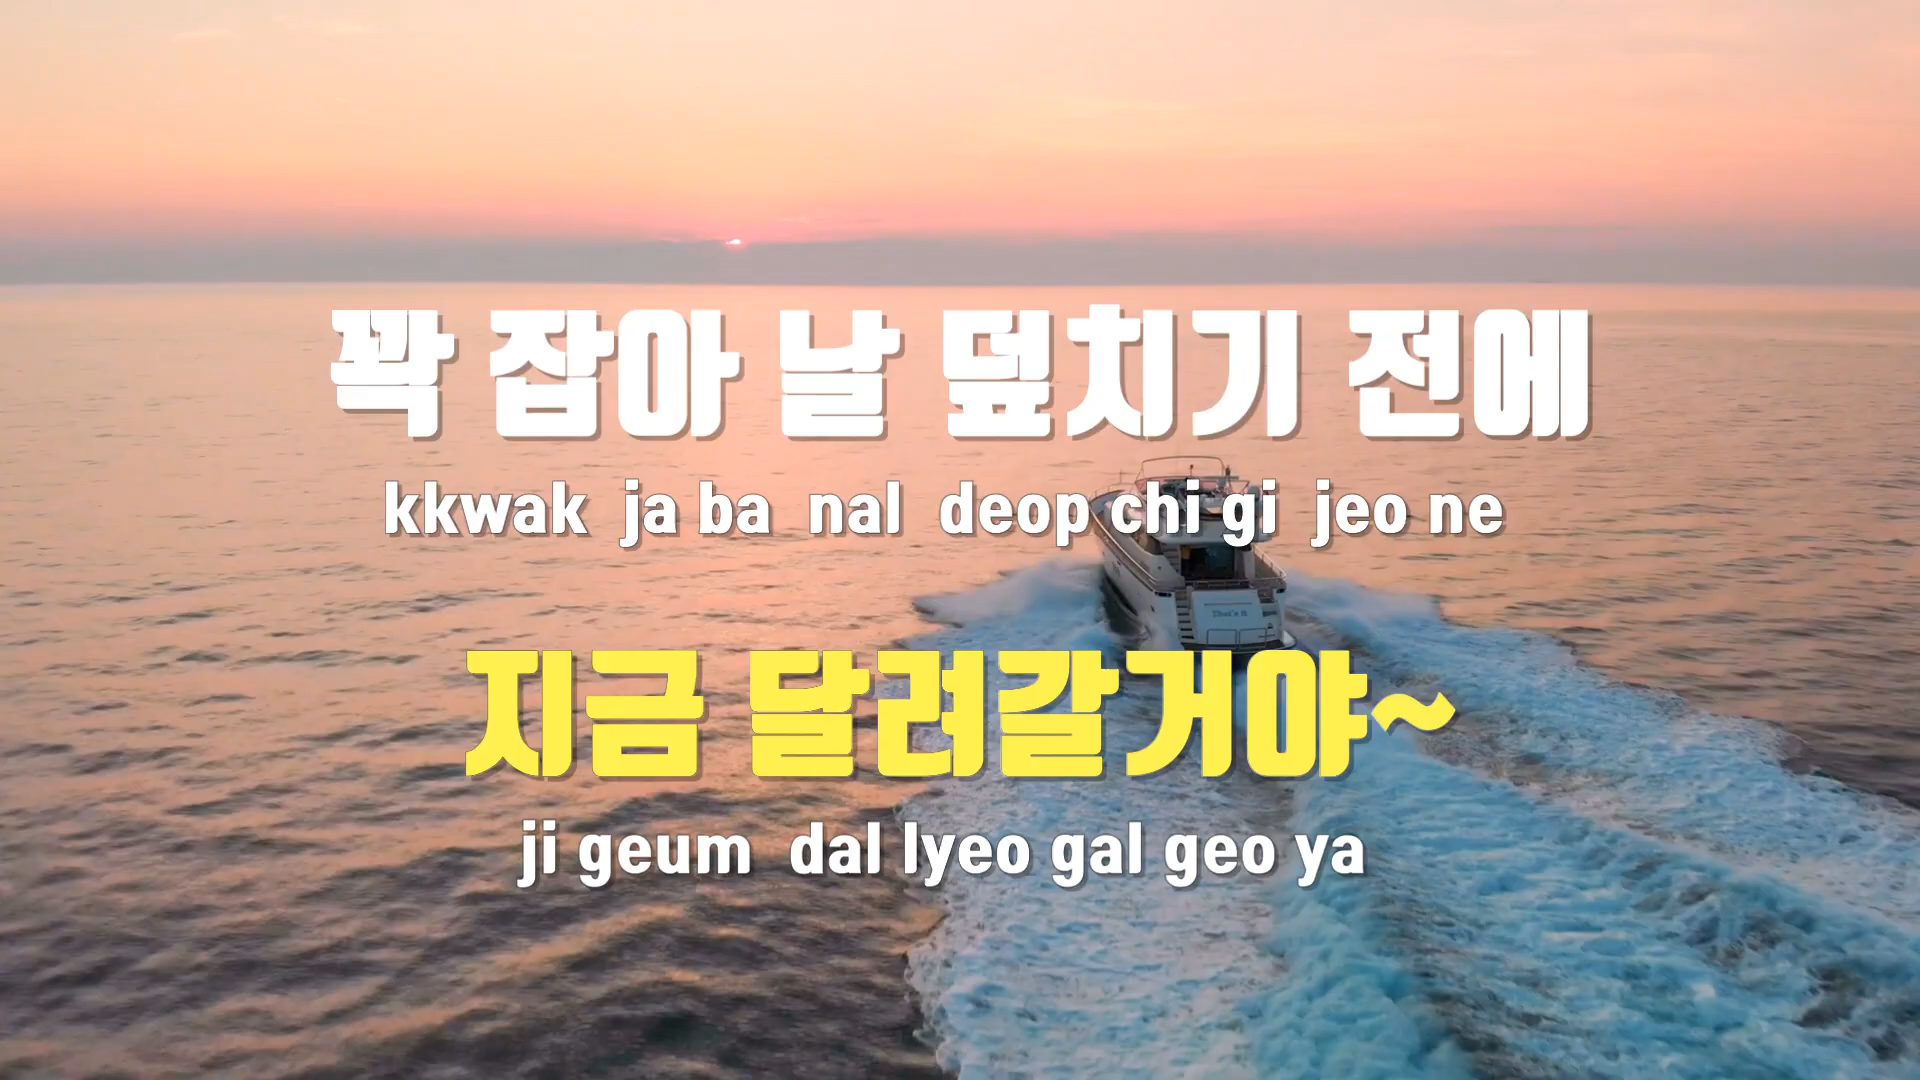 꽉 잡아 날 덮치기 전에
kkwak ja ba nal deop chi gi jeo ne
지금 달려갈거야~
ji geum dal lyeo gal geo ya